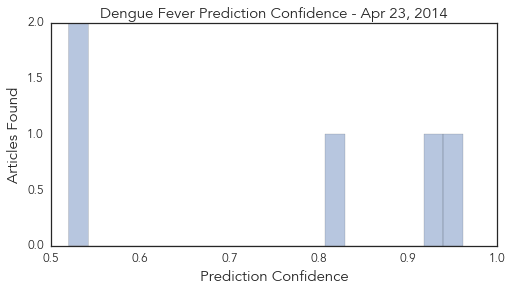 Dengue Fever Prediction Confidence - Apr 23, 2014
2.0
1.5
1.0
0.5
0.0
Articles Found
0.5 0.6 0.7 0.8 0.9 1.0
Prediction Confidence